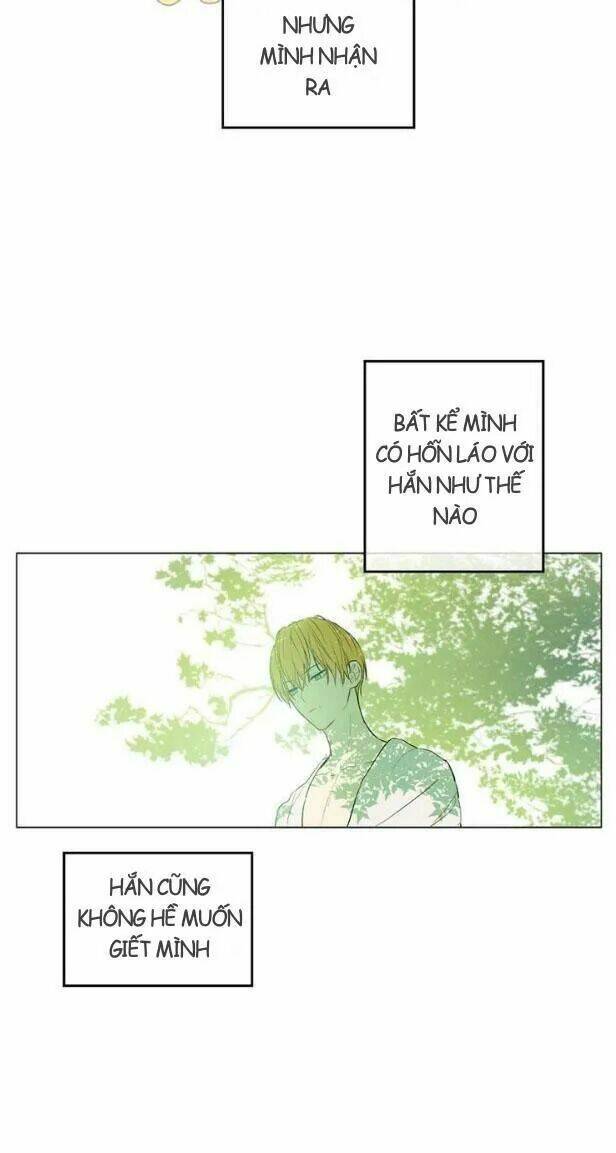 NHƯNG
MÌNH NHẬN
RA
BẤT KỂ MÌNH
CÓ HỖN LÁO VỚI
HẮN NHƯ THẾ
NÀO
HẮN CŨNG
KHÔNG HỀ MUỐN
GIẾT MÌNH